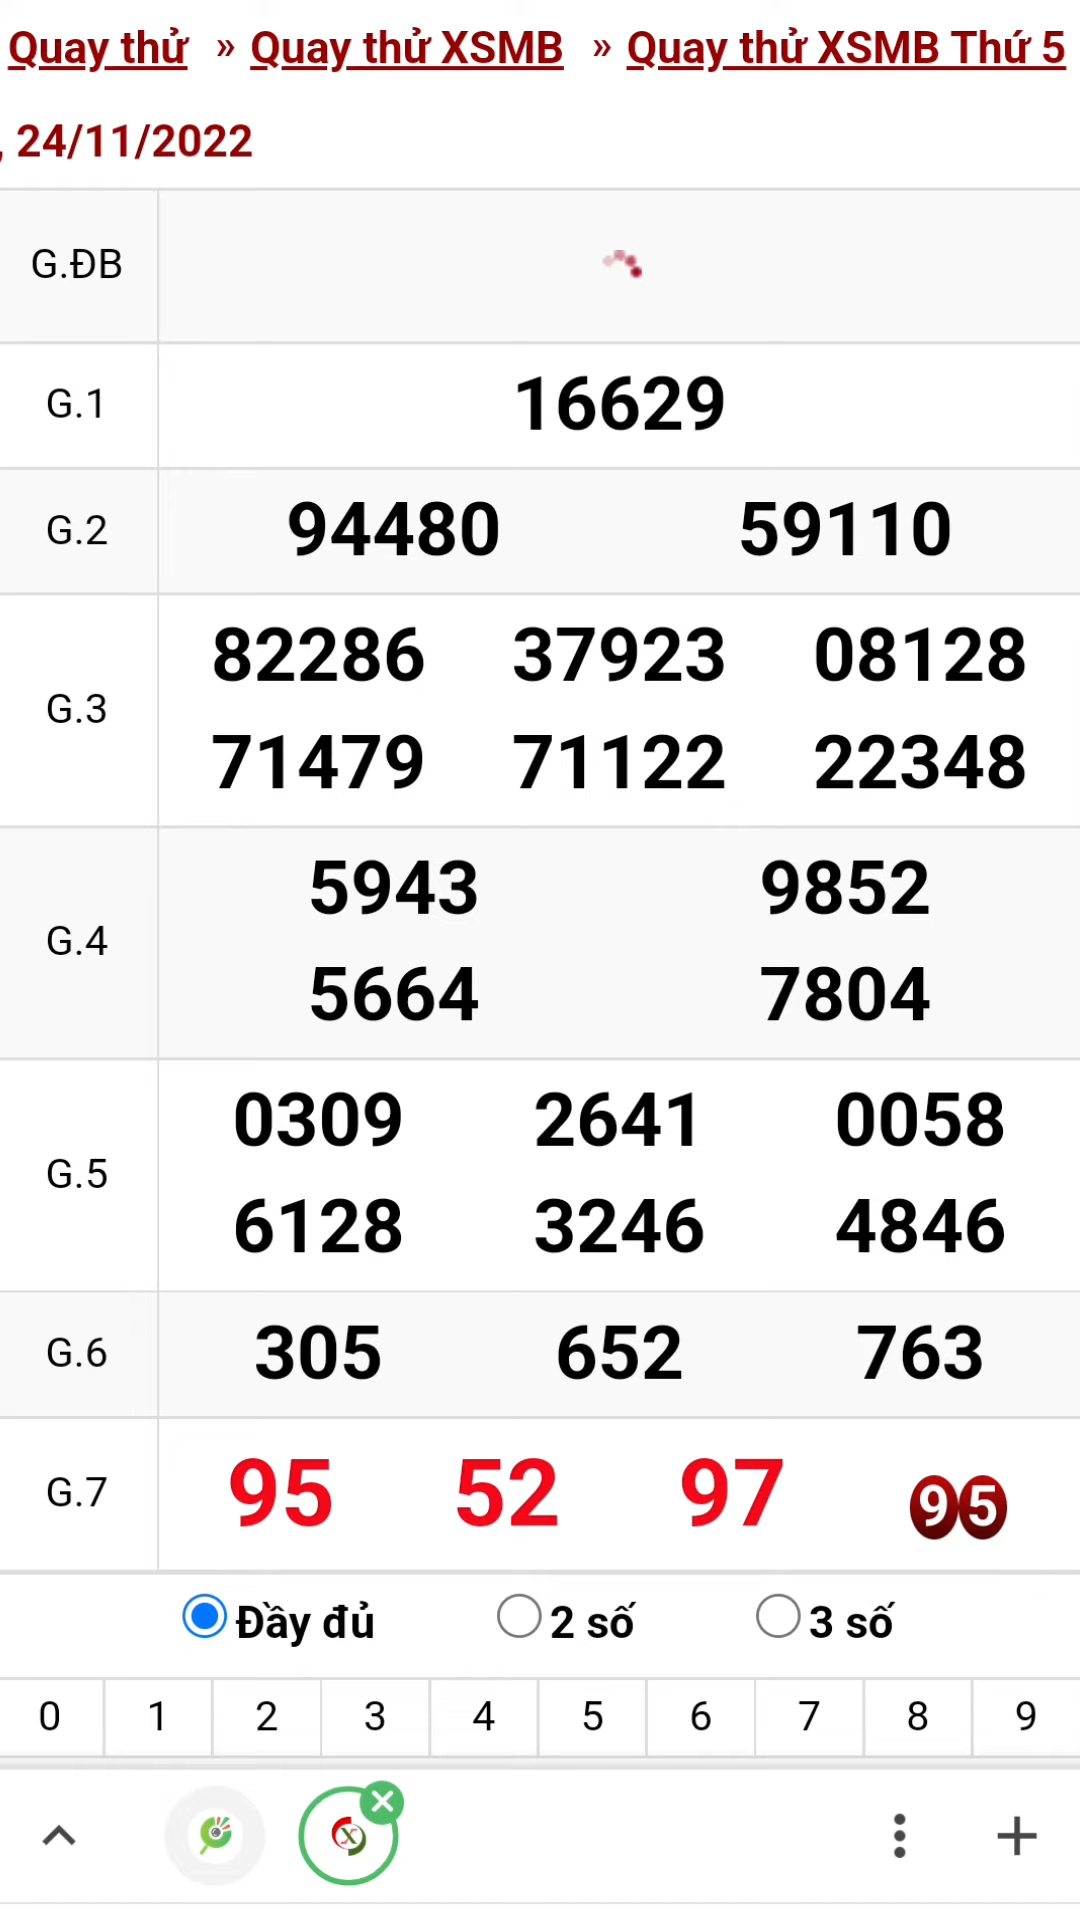 Quay thử » Quay thử XSMB » Quay thử XSMB Thứ 5
, 24/11/2022
G.ĐB
G.1 16629
G.2 94480 59110
G.3 82286 37923 08128
71479 71122 22348
G.4 5943 9852
5664 7804
G.5 0309 2641 0058
6128 3246 4846
G.6 305 652 763
G.7 95 52 97 95
Đầy đủ 2 số 3 số
0 1 2 3 4 5 6 7 8 9
X